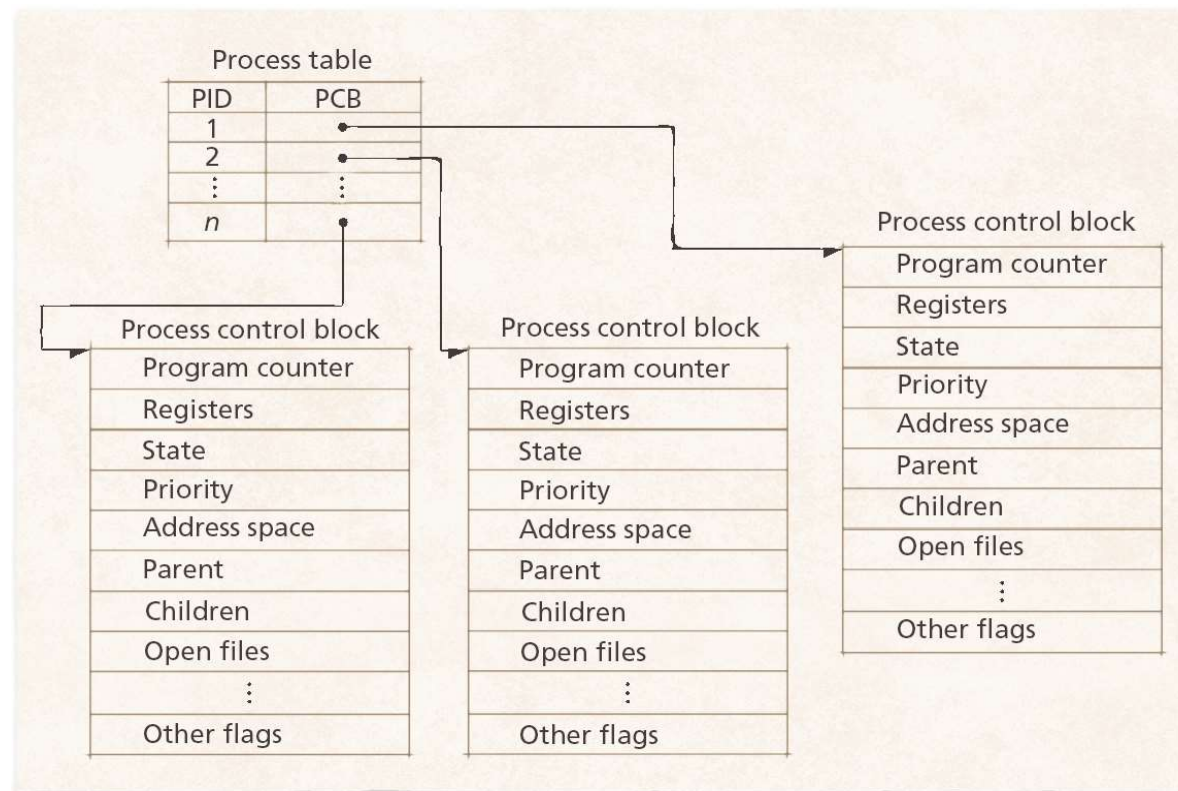 Process table
PID PCB
1
2
⋮ ⋮
n
Process control block
Program counter
Registers
State
Priority
Address space
Parent
Children
Open files
⋮
Other flags
Process control block
Program counter
Registers
State
Priority
Address space
Parent
Children
Open files
⋮
Other flags
Process control block
Program counter
Registers
State
Priority
Address space
Parent
Children
Open files
⋮
Other flags